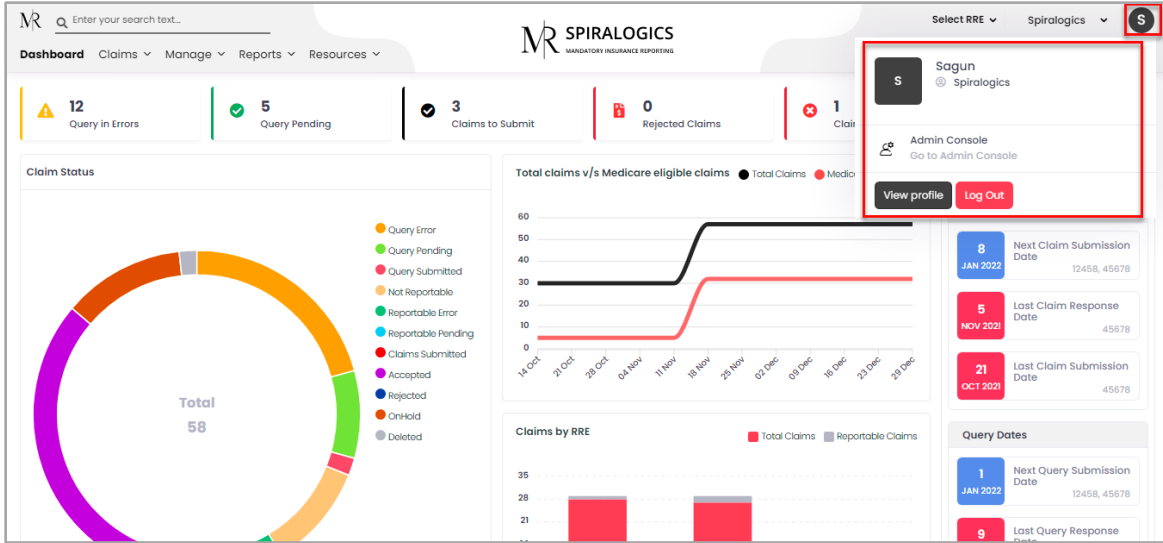 MR
Enter your search text...
SPIRALOGICS
MANDATORY INSURANCE REPORTING
Select RRE
Spiralogics
S
Dashboard
Claims
Manage
Reports
Resources
S
Sagun
Spiralogics
Admin Console
Go to Admin Console
View profile
Log Out
12
Query in Errors
5
Query Pending
3
Claims to Submit
0
Rejected Claims
1
Claim Status
Query Error
Query Pending
Query Submitted
Not Reportable
Reportable Error
Reportable Pending
Claims Submitted
Accepted
Rejected
OnHold
Deleted
Total
58
Total claims v/s Medicare eligible claims
Total Claims
60
50
40
30
20
10
0
14 Oct
21 Oct
28 Oct
04 Nov
11 Nov
18 Nov
25 Nov
02 Dec
09 Dec
16 Dec
23 Dec
29 Dec
Claims by RRE
Total Claims
Reportable Claims
35
28
21
8
JAN 2022
Next Claim Submission
Date
12458, 45678
5
NOV 2021
Last Claim Response
Date
45678
21
OCT 2021
Last Claim Submission
Date
45678
Query Dates
1
JAN 2022
Next Query Submission
Date
12458, 45678
9
Last Query Response